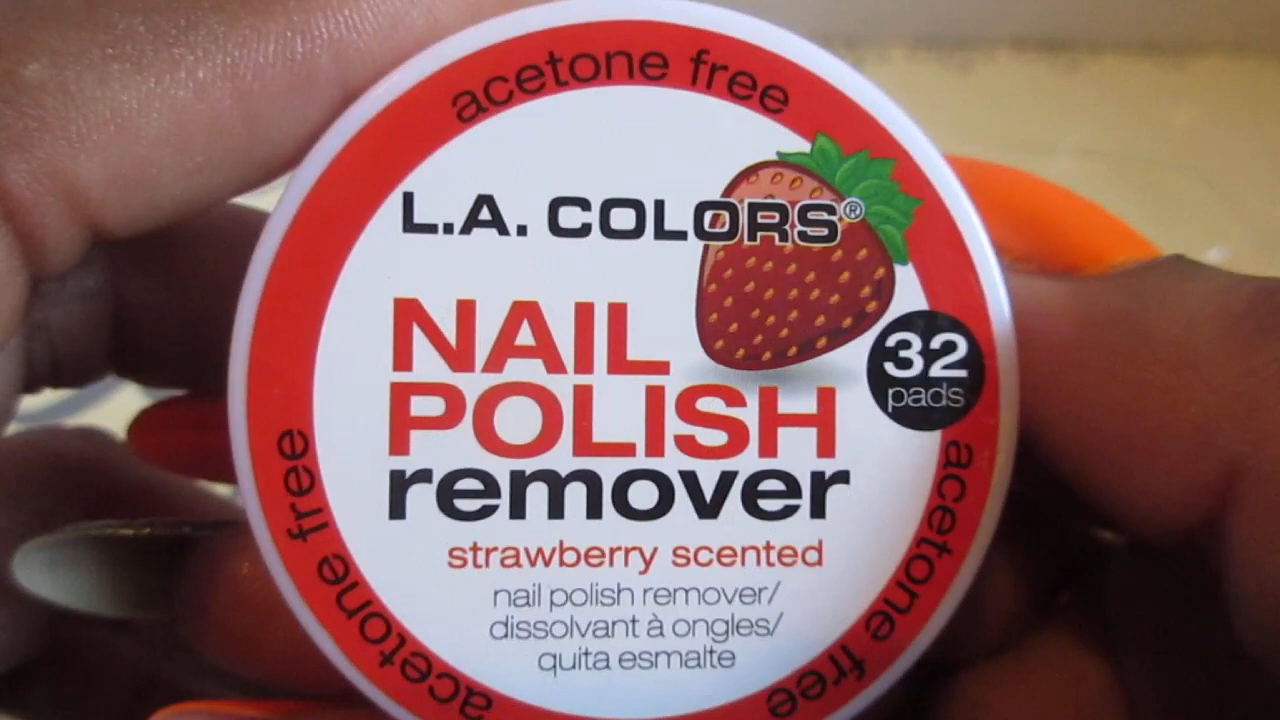 acetone free
L.A. COLORS®
NAIL
POLISH
remover
32
pads
strawberry scented
nail polish remover/
dissolvant à ongles/
quita esmalte
acetone free
acetone free